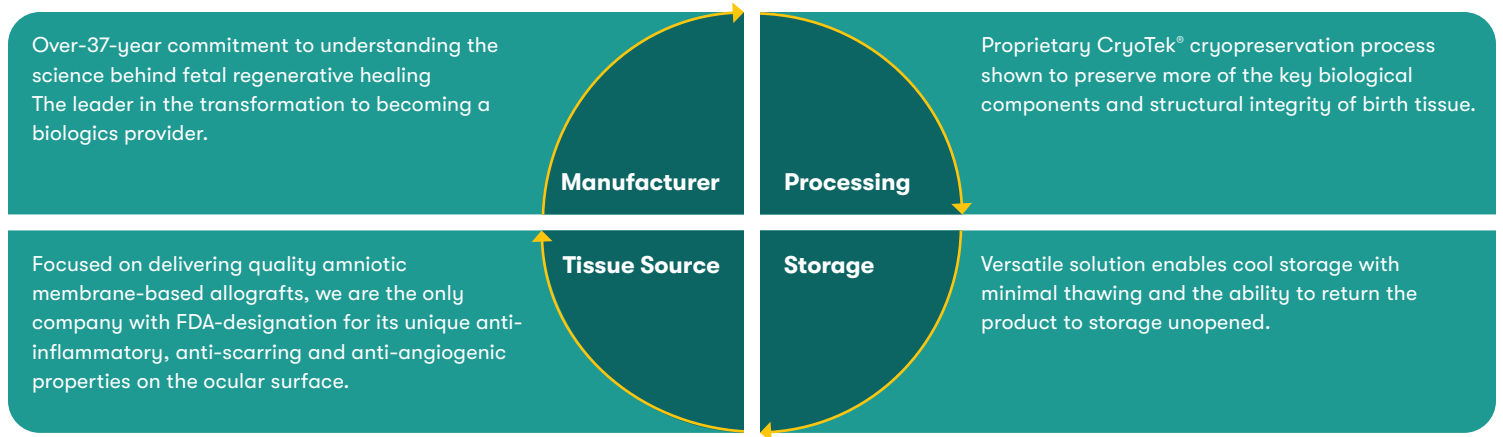 Over-37-year commitment to understanding the
science behind fetal regenerative healing
The leader in the transformation to becoming a
biologics provider.
Manufacturer
Processing
Proprietary CryoTek® cryopreservation process
shown to preserve more of the key biological
components and structural integrity of birth tissue.
Focused on delivering quality amniotic
membrane-based allografts, we are the only
company with FDA-designation for its unique anti-
inflammatory, anti-scarring and anti-angiogenic
properties on the ocular surface.
Tissue Source
Storage
Versatile solution enables cool storage with
minimal thawing and the ability to return the
product to storage unopened.